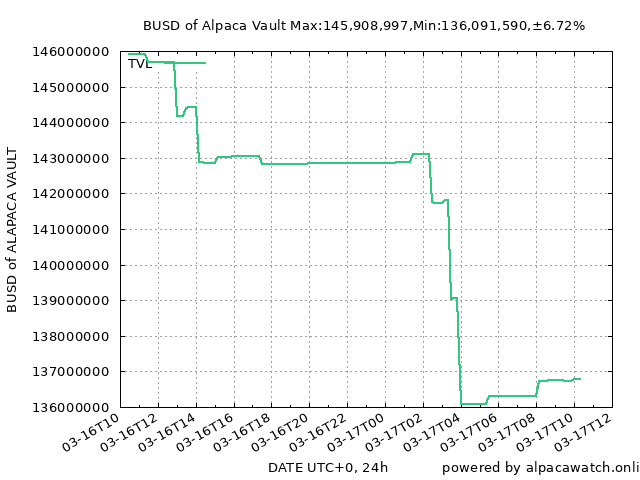 BUSD of Alpaca Vault Max:145,908,997,Min:136,091,590,±6.72%
146000000
TVL
145000000
144000000
143000000
142000000
141000000
140000000
139000000
138000000
137000000
136000000
BUSD of ALAPACA VAULT
03-16T10
03-16T12
03-16T14
03-16T16
03-16T18
03-16T20
03-16T22
03-17T00
03-17T02
03-17T04
03-17T06
03-17T08
03-17T10
03-17T12
DATE UTC+0, 24h
powered by alpacawatch.onli